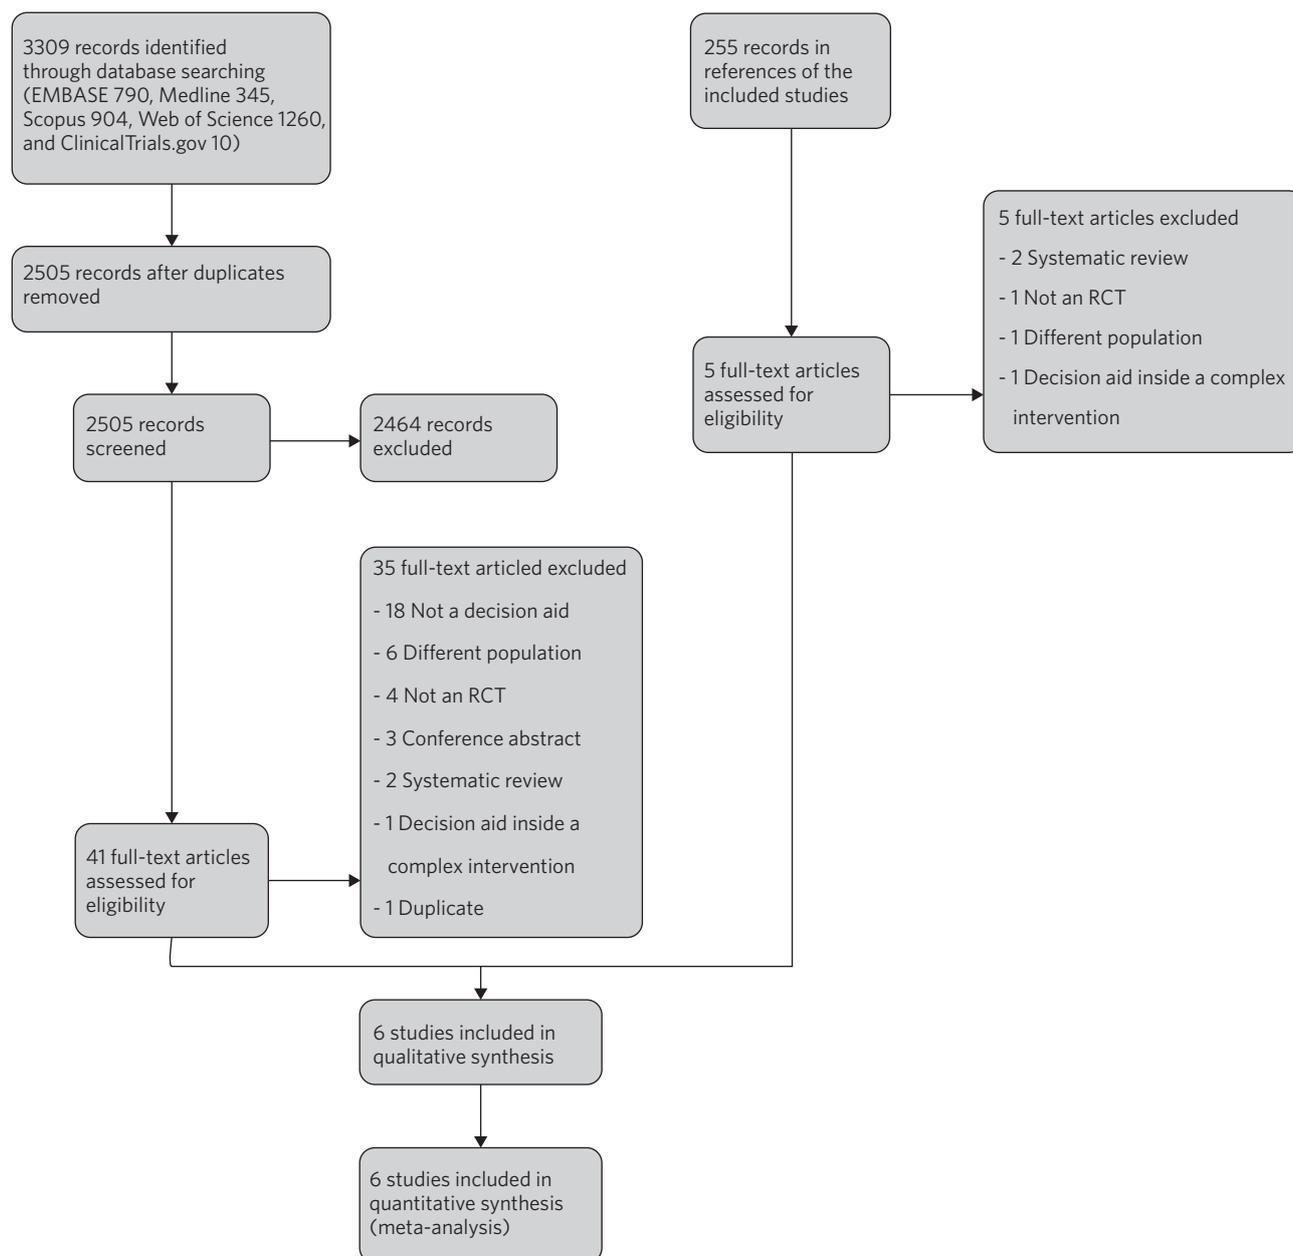 3309 records identified
through database searching
(EMBASE 790, Medline 345,
Scopus 904, Web of Science 1260,
and ClinicalTrials.gov 10)
2505 records after duplicates
removed
2505 records
screened
2464 records
excluded
35 full-text articled excluded
- 18 Not a decision aid
- 6 Different population
- 4 Not an RCT
- 3 Conference abstract
- 2 Systematic review
- 1 Decision aid inside a
complex intervention
- 1 Duplicate
41 full-text articles
assessed for
eligibility
255 records in
references of the
included studies
5 full-text articles
assessed for
eligibility
5 full-text articles excluded
- 2 Systematic review
- 1 Not an RCT
- 1 Different population
- 1 Decision aid inside a complex
intervention
6 studies included in
qualitative synthesis
6 studies included in
quantitative synthesis
(meta-analysis)